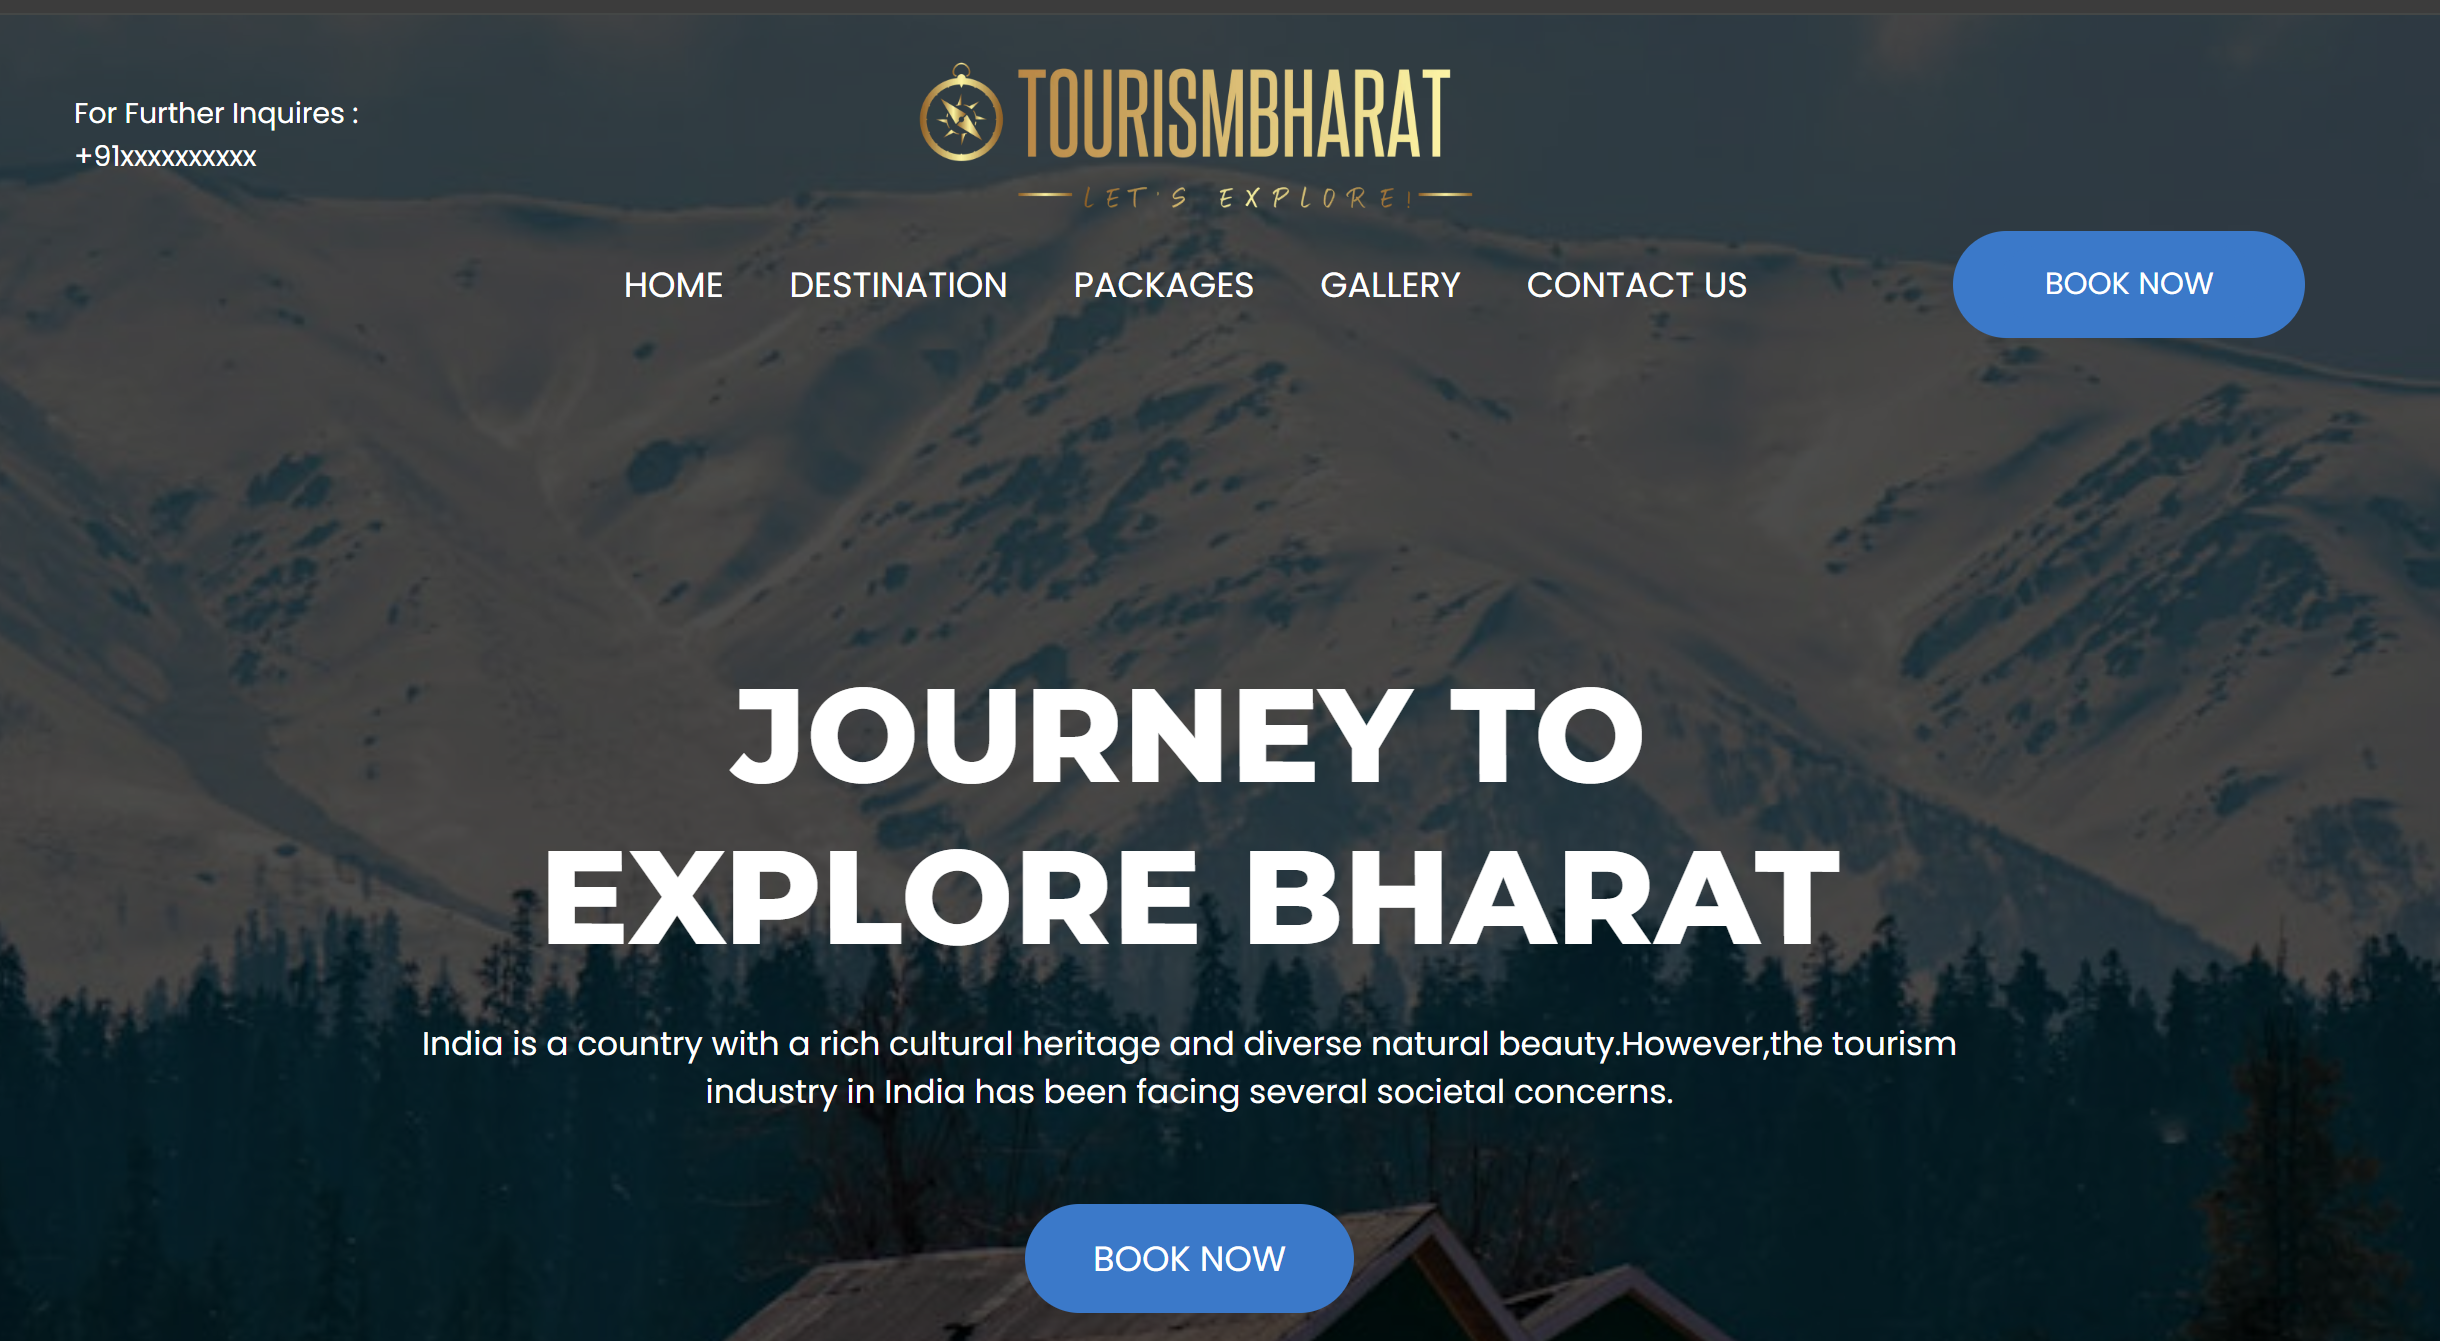 For Further Inquires :
+91xxxxxxxxxx
TOURISMBHARAT
LET'S EXPLORE!
HOME DESTINATION PACKAGES GALLERY CONTACT US BOOK NOW
JOURNEY TO
EXPLORE BHARAT
India is a country with a rich cultural heritage and diverse natural beauty.However,the tourism
industry in India has been facing several societal concerns.
BOOK NOW